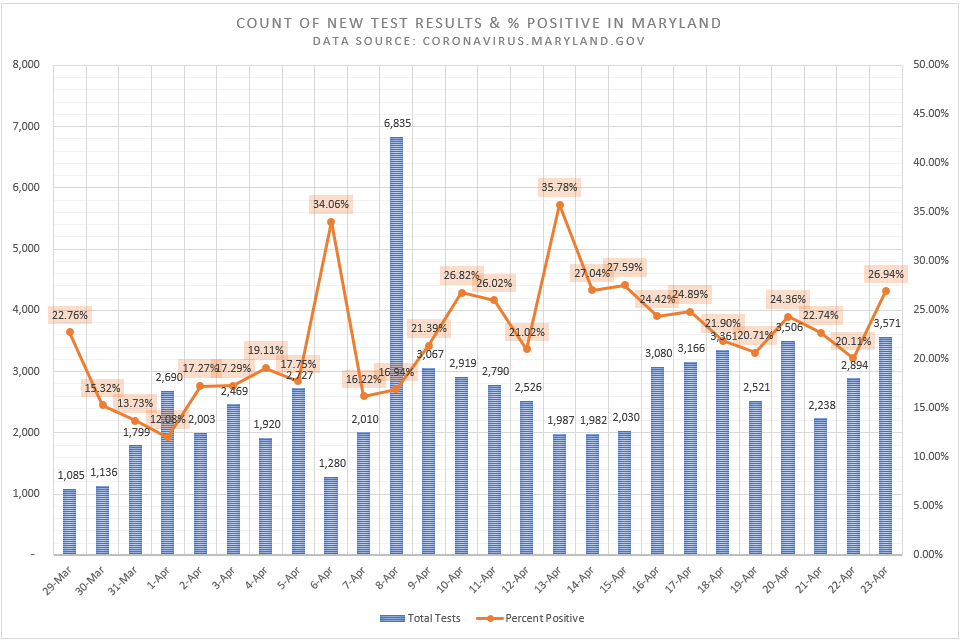 COUNT OF NEW TEST RESULTS & % POSITIVE IN MARYLAND
DATA SOURCE: CORONAVIRUS.MARYLAND.GOV
8,000
7,000
6,000
5,000
4,000
3,000
2,000
1,000
-
50.00%
45.00%
40.00%
35.00%
30.00%
25.00%
20.00%
15.00%
10.00%
5.00%
0.00%
22.76%
15.32%
13.73%
12.08%
17.27%
17.29%
19.11%
17.75%
34.06%
16.22%
16.94%
21.39%
26.82%
26.02%
21.02%
35.78%
27.04%
27.59%
24.42%
24.89%
21.90%
20.71%
24.36%
22.74%
20.11%
26.94%
1,085
1,136
1,799
2,690
2,003
2,469
1,920
2,727
1,280
2,010
6,835
3,067
2,919
2,790
2,526
1,987
1,982
2,030
3,080
3,166
3,361
2,521
3,506
2,238
2,894
3,571
29-Mar
30-Mar
31-Mar
1-Apr
2-Apr
3-Apr
4-Apr
5-Apr
6-Apr
7-Apr
8-Apr
9-Apr
10-Apr
11-Apr
12-Apr
13-Apr
14-Apr
15-Apr
16-Apr
17-Apr
18-Apr
19-Apr
20-Apr
21-Apr
22-Apr
23-Apr
Total Tests
Percent Positive